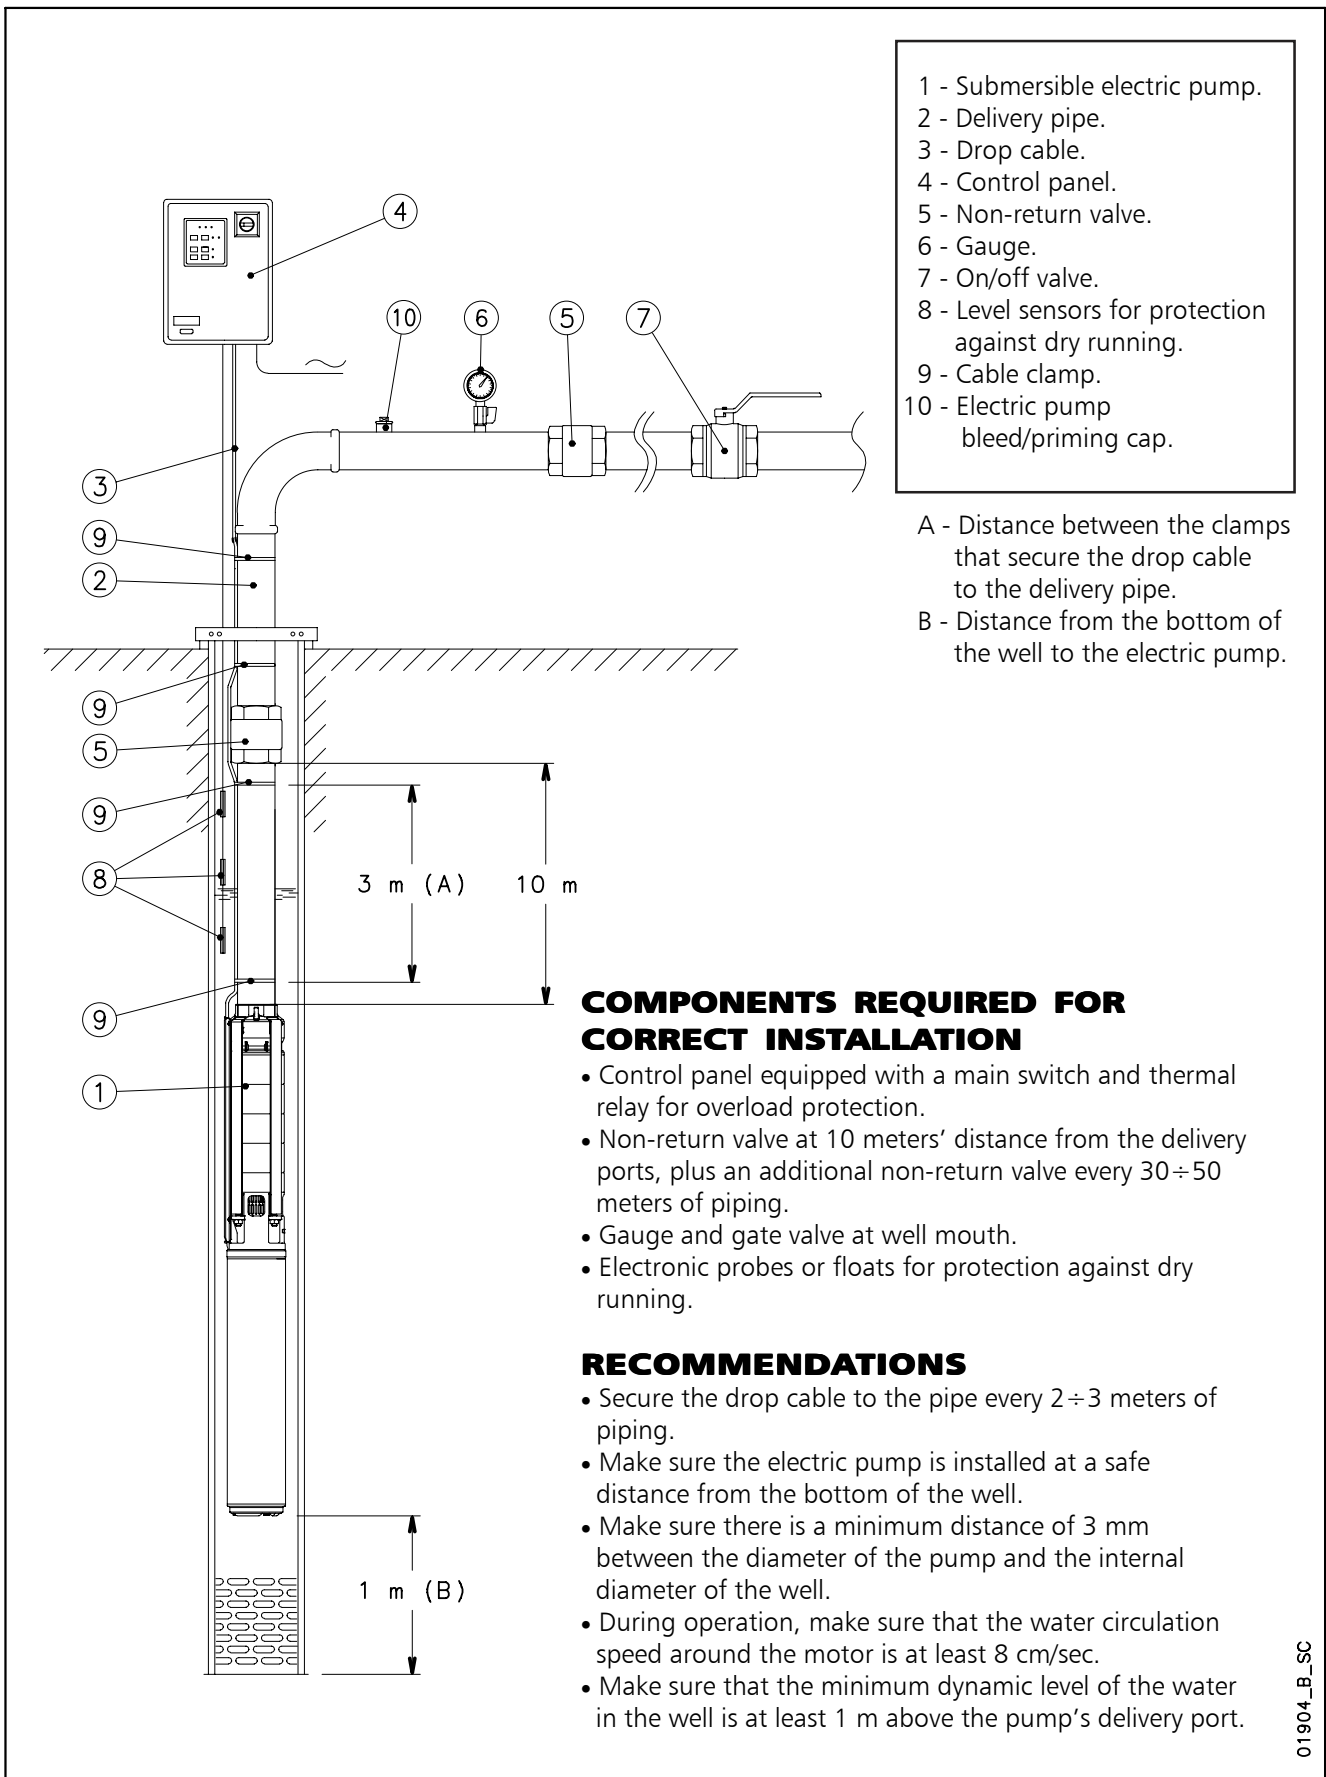 1 - Submersible electric pump.
2 - Delivery pipe.
3 - Drop cable.
4 - Control panel.
5 - Non-return valve.
6 - Gauge.
7 - On/off valve.
8 - Level sensors for protection
against dry running.
9 - Cable clamp.
10 - Electric pump
bleed/priming cap.
A - Distance between the clamps
that secure the drop cable
to the delivery pipe.
B - Distance from the bottom of
the well to the electric pump.
4
10
6
5
7
3
9
2
9
5
9
8
9
1
3 m (A)
10 m
1 m (B)
COMPONENTS REQUIRED FOR
CORRECT INSTALLATION
• Control panel equipped with a main switch and thermal
relay for overload protection.
• Non-return valve at 10 meters’ distance from the delivery
ports, plus an additional non-return valve every 30÷50
meters of piping.
• Gauge and gate valve at well mouth.
• Electronic probes or floats for protection against dry
running.
RECOMMENDATIONS
• Secure the drop cable to the pipe every 2÷3 meters of
piping.
• Make sure the electric pump is installed at a safe
distance from the bottom of the well.
• Make sure there is a minimum distance of 3 mm
between the diameter of the pump and the internal
diameter of the well.
• During operation, make sure that the water circulation
speed around the motor is at least 8 cm/sec.
• Make sure that the minimum dynamic level of the water
in the well is at least 1 m above the pump’s delivery port.
01904_B_SC